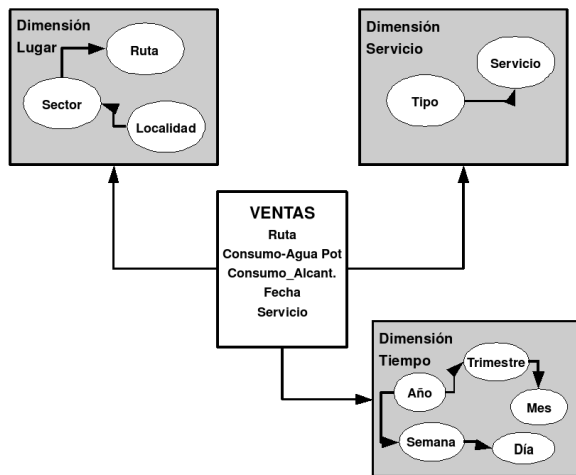 Dimensión
Lugar
Ruta
Sector
Localidad
Dimensión
Servicio
Servicio
Tipo
VENTAS
Ruta
Consumo-Agua Pot
Consumo_Alcant.
Fecha
Servicio
Dimensión
Tiempo
Trimestre
Año
Mes
Semana
Día